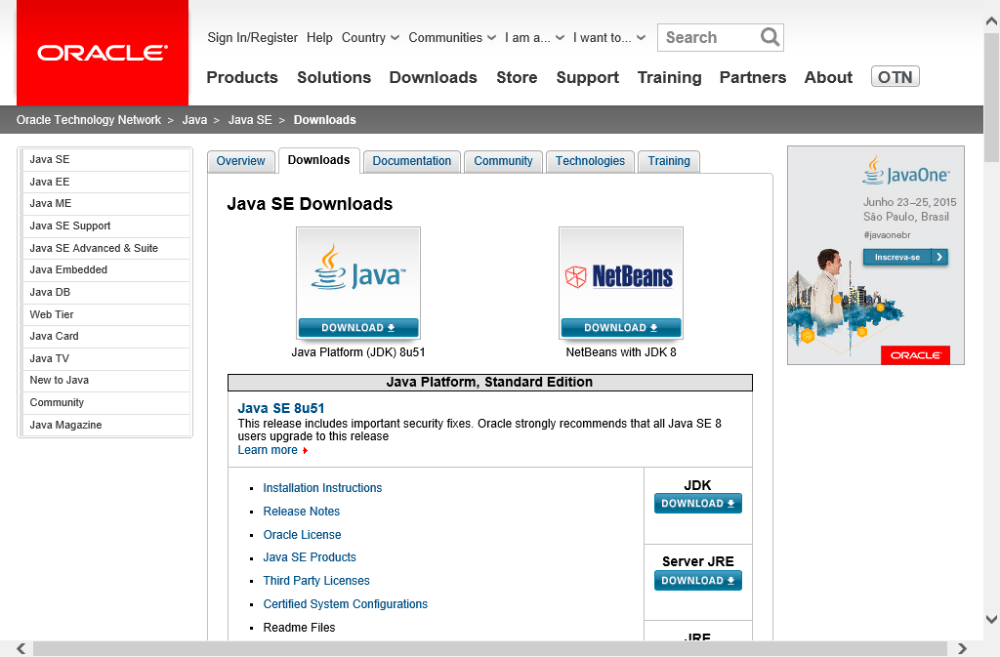 ORACLE
Sign In/Register Help Country Communities I am a... I want to... Search
Products Solutions Downloads Store Support Training Partners About OTN
Oracle Technology Network > Java > Java SE > Downloads
Java SE
Java EE
Java ME
Java SE Support
Java SE Advanced & Suite
Java Embedded
Java DB
Web Tier
Java Card
Java TV
New to Java
Community
Java Magazine
Overview Downloads Documentation Community Technologies Training
Java SE Downloads
Java™
DOWNLOAD
Java Platform (JDK) 8u51
NetBeans
DOWNLOAD
NetBeans with JDK 8
Java Platform, Standard Edition
Java SE 8u51
This release includes important security fixes. Oracle strongly recommends that all Java SE 8
users upgrade to this release
Learn more
Installation Instructions
Release Notes
Oracle License
Java SE Products
Third Party Licenses
Certified System Configurations
Readme Files
JDK
DOWNLOAD
Server JRE
DOWNLOAD
JRE
JavaOne™
Junho 23–25, 2015
São Paulo, Brasil
#javaonebr
Inscreva-se
ORACLE